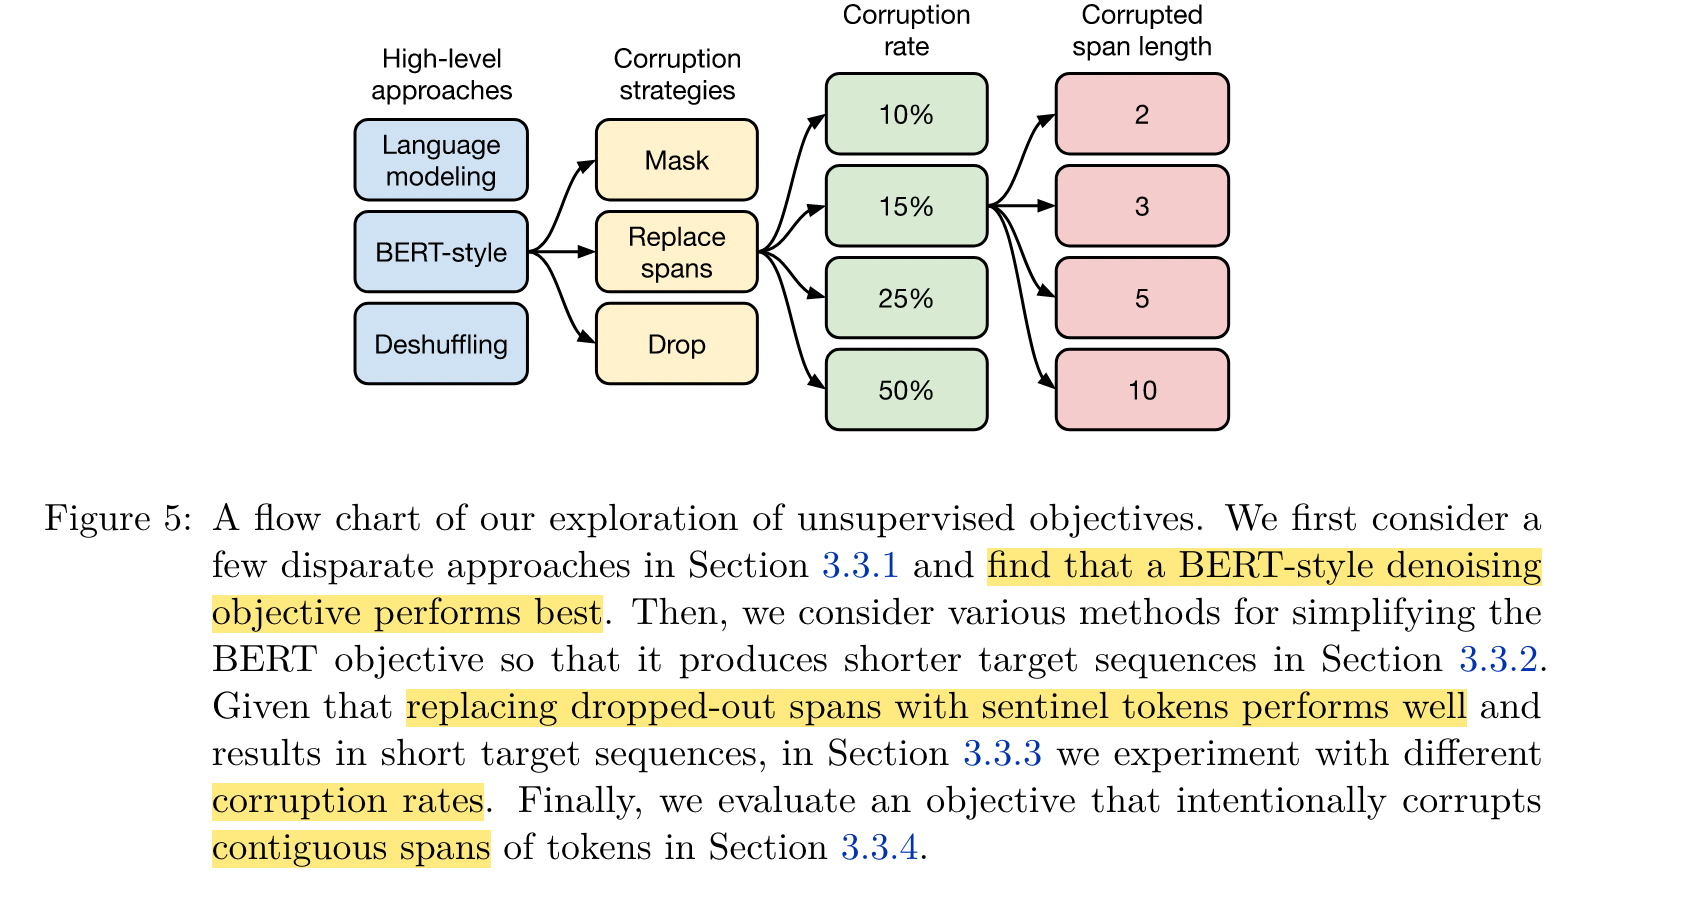 High-level
approaches
Language
modeling
BERT-style
Deshuffling
Corruption
strategies
Mask
Replace
spans
Drop
Corruption
rate
10%
15%
25%
50%
Corrupted
span length
2
3
5
10
Figure 5: A flow chart of our exploration of unsupervised objectives. We first consider a
few disparate approaches in Section 3.3.1 and find that a BERT-style denoising
objective performs best. Then, we consider various methods for simplifying the
BERT objective so that it produces shorter target sequences in Section 3.3.2.
Given that replacing dropped-out spans with sentinel tokens performs well and
results in short target sequences, in Section 3.3.3 we experiment with different
corruption rates. Finally, we evaluate an objective that intentionally corrupts
contiguous spans of tokens in Section 3.3.4.